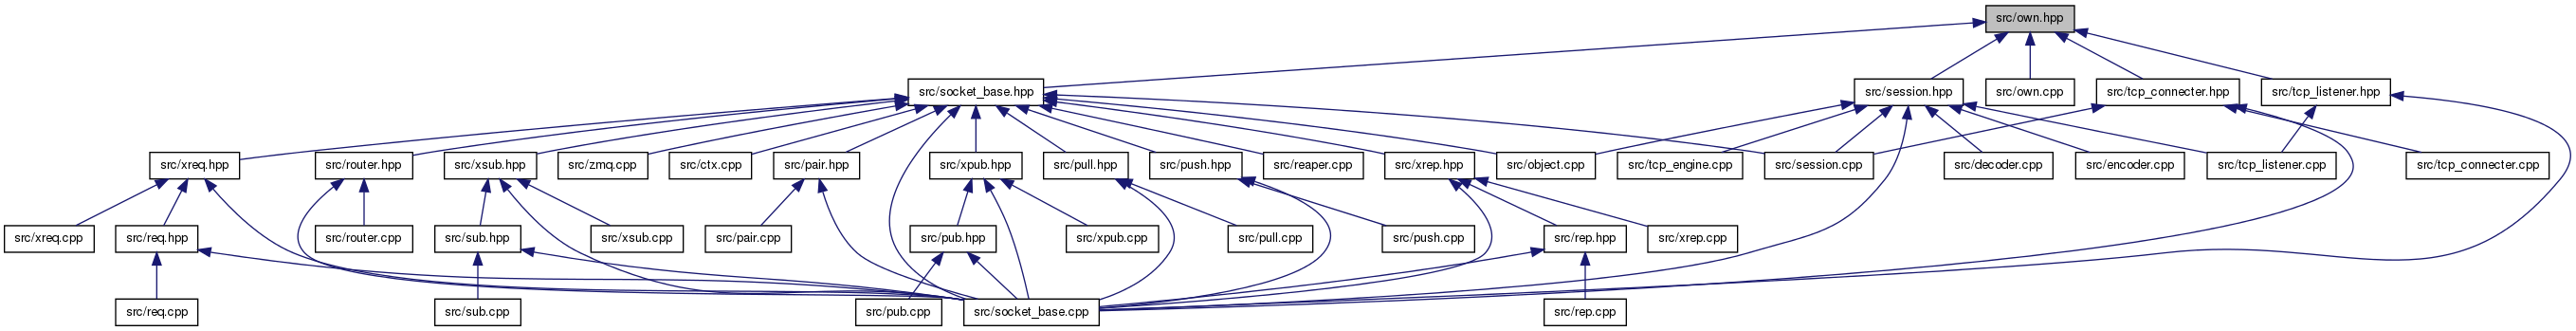 src/own.hpp
src/socket_base.hpp
src/session.hpp
src/own.cpp
src/tcp_connecter.hpp
src/tcp_listener.hpp
src/xreq.hpp
src/router.hpp
src/xsub.hpp
src/zmq.cpp
src/ctx.cpp
src/pair.hpp
src/xpub.hpp
src/pull.hpp
src/push.hpp
src/reaper.cpp
src/xrep.hpp
src/object.cpp
src/tcp_engine.cpp
src/session.cpp
src/decoder.cpp
src/encoder.cpp
src/tcp_listener.cpp
src/tcp_connecter.cpp
src/xreq.cpp
src/req.hpp
src/router.cpp
src/sub.hpp
src/xsub.cpp
src/pair.cpp
src/pub.hpp
src/xpub.cpp
src/pull.cpp
src/push.cpp
src/rep.hpp
src/xrep.cpp
src/req.cpp
src/sub.cpp
src/pub.cpp
src/socket_base.cpp
src/rep.cpp